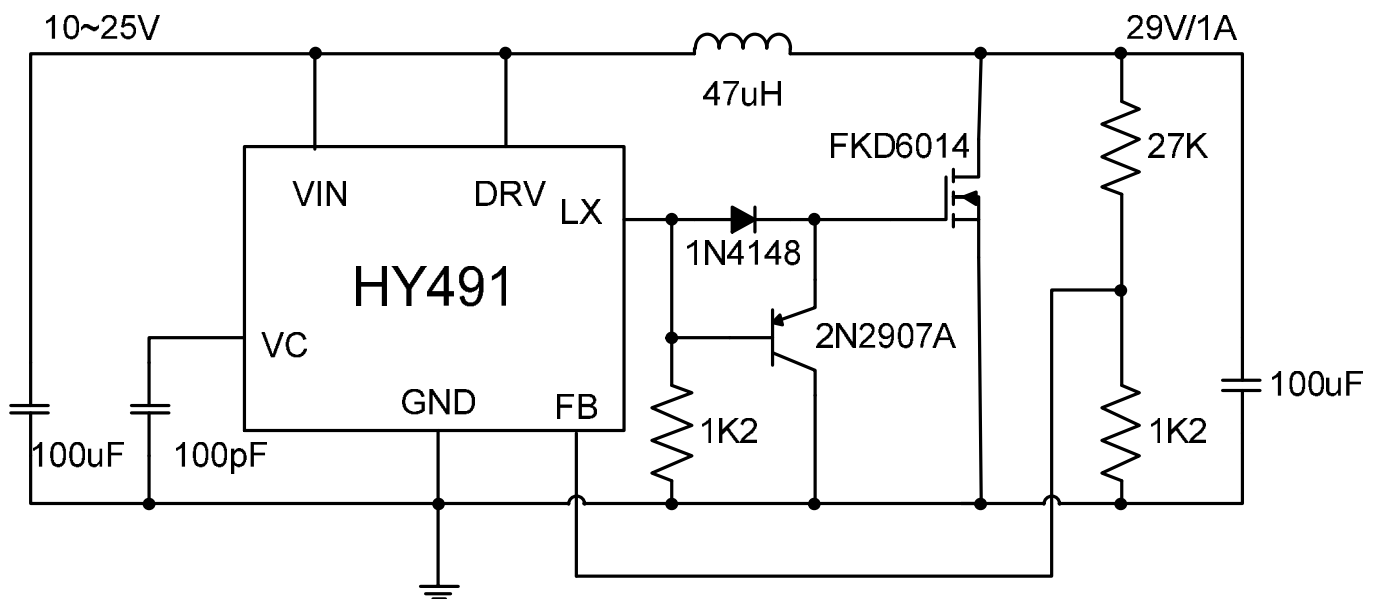 10~25V
29V/1A
47uH
FKD6014
27K
VIN
DRV
LX
1N4148
HY491
VC
2N2907A
GND
FB
100uF
1K2
1K2
100uF
100pF